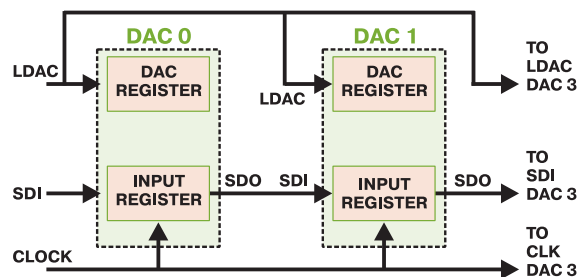 DAC 0
DAC 1
TO
LDAC
DAC 3
LDAC
DAC
REGISTER
LDAC
DAC
REGISTER
SDI
INPUT
REGISTER
SDO
SDI
INPUT
REGISTER
SDO
TO
SDI
DAC 3
CLOCK
TO
CLK
DAC 3